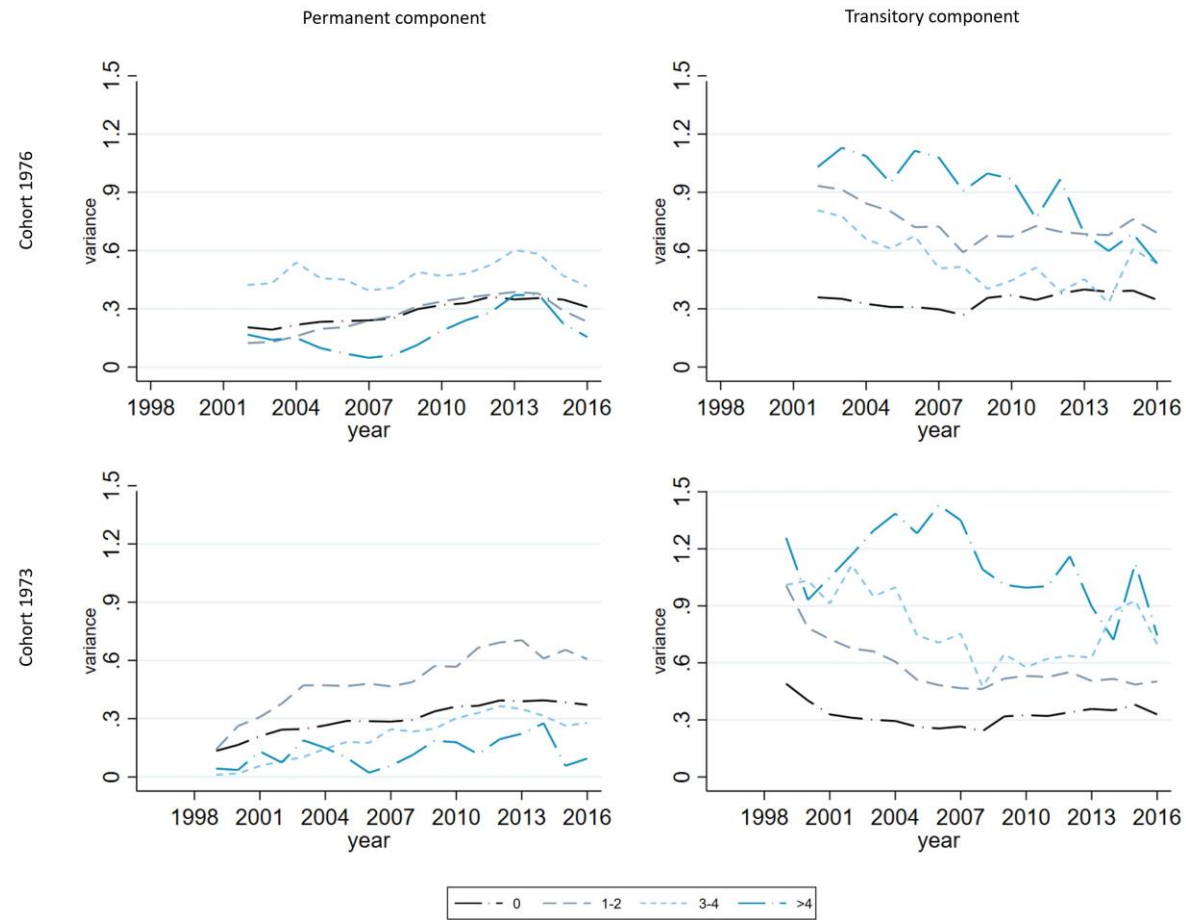 Permanent component
Transitory component
Cohort 1976
variance
0 .3 .6 .9 1.2 1.5
1998 2001 2004 2007 2010 2013 2016
year
variance
0 .3 .6 .9 1.2 1.5
1998 2001 2004 2007 2010 2013 2016
year
Cohort 1973
variance
0 .3 .6 .9 1.2 1.5
1998 2001 2004 2007 2010 2013 2016
year
variance
0 .3 .6 .9 1.2 1.5
1998 2001 2004 2007 2010 2013 2016
year
0 1-2 3-4 >4